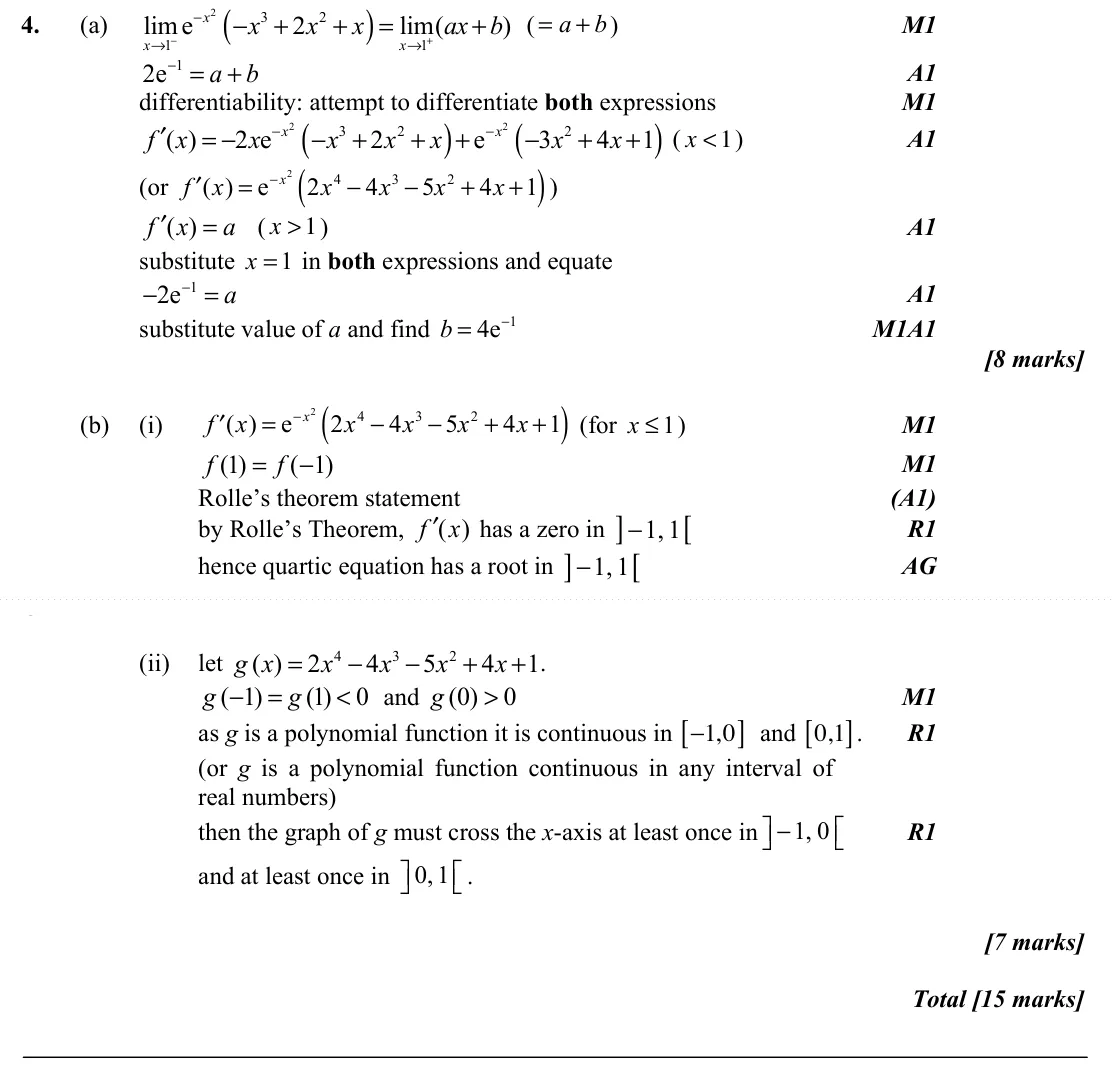 4. (a) lim x→1⁻ e^(−x²) (−x³ + 2x² + x) = lim x→1⁺ (ax + b) (= a + b) M1
2e⁻¹ = a + b A1
differentiability: attempt to differentiate both expressions M1
f′(x) = −2xe^(−x²) (−x³ + 2x² + x) + e^(−x²) (−3x² + 4x + 1) (x < 1) A1
(or f′(x) = e^(−x²) (2x⁴ − 4x³ − 5x² + 4x + 1))
f′(x) = a (x > 1) A1
substitute x = 1 in both expressions and equate
−2e⁻¹ = a A1
substitute value of a and find b = 4e⁻¹ M1A1
[8 marks]
(b) (i) f′(x) = e^(−x²) (2x⁴ − 4x³ − 5x² + 4x + 1) (for x ≤ 1) M1
f(1) = f(−1) M1
Rolle's theorem statement (A1)
by Rolle's Theorem, f′(x) has a zero in ]−1, 1[ R1
hence quartic equation has a root in ]−1, 1[ AG
(ii) let g(x) = 2x⁴ − 4x³ − 5x² + 4x + 1.
g(−1) = g(1) < 0 and g(0) > 0 M1
as g is a polynomial function it is continuous in [−1,0] and [0,1]. R1
(or g is a polynomial function continuous in any interval of
real numbers)
then the graph of g must cross the x-axis at least once in ]−1, 0[ R1
and at least once in ]0, 1[.
[7 marks]
Total [15 marks]